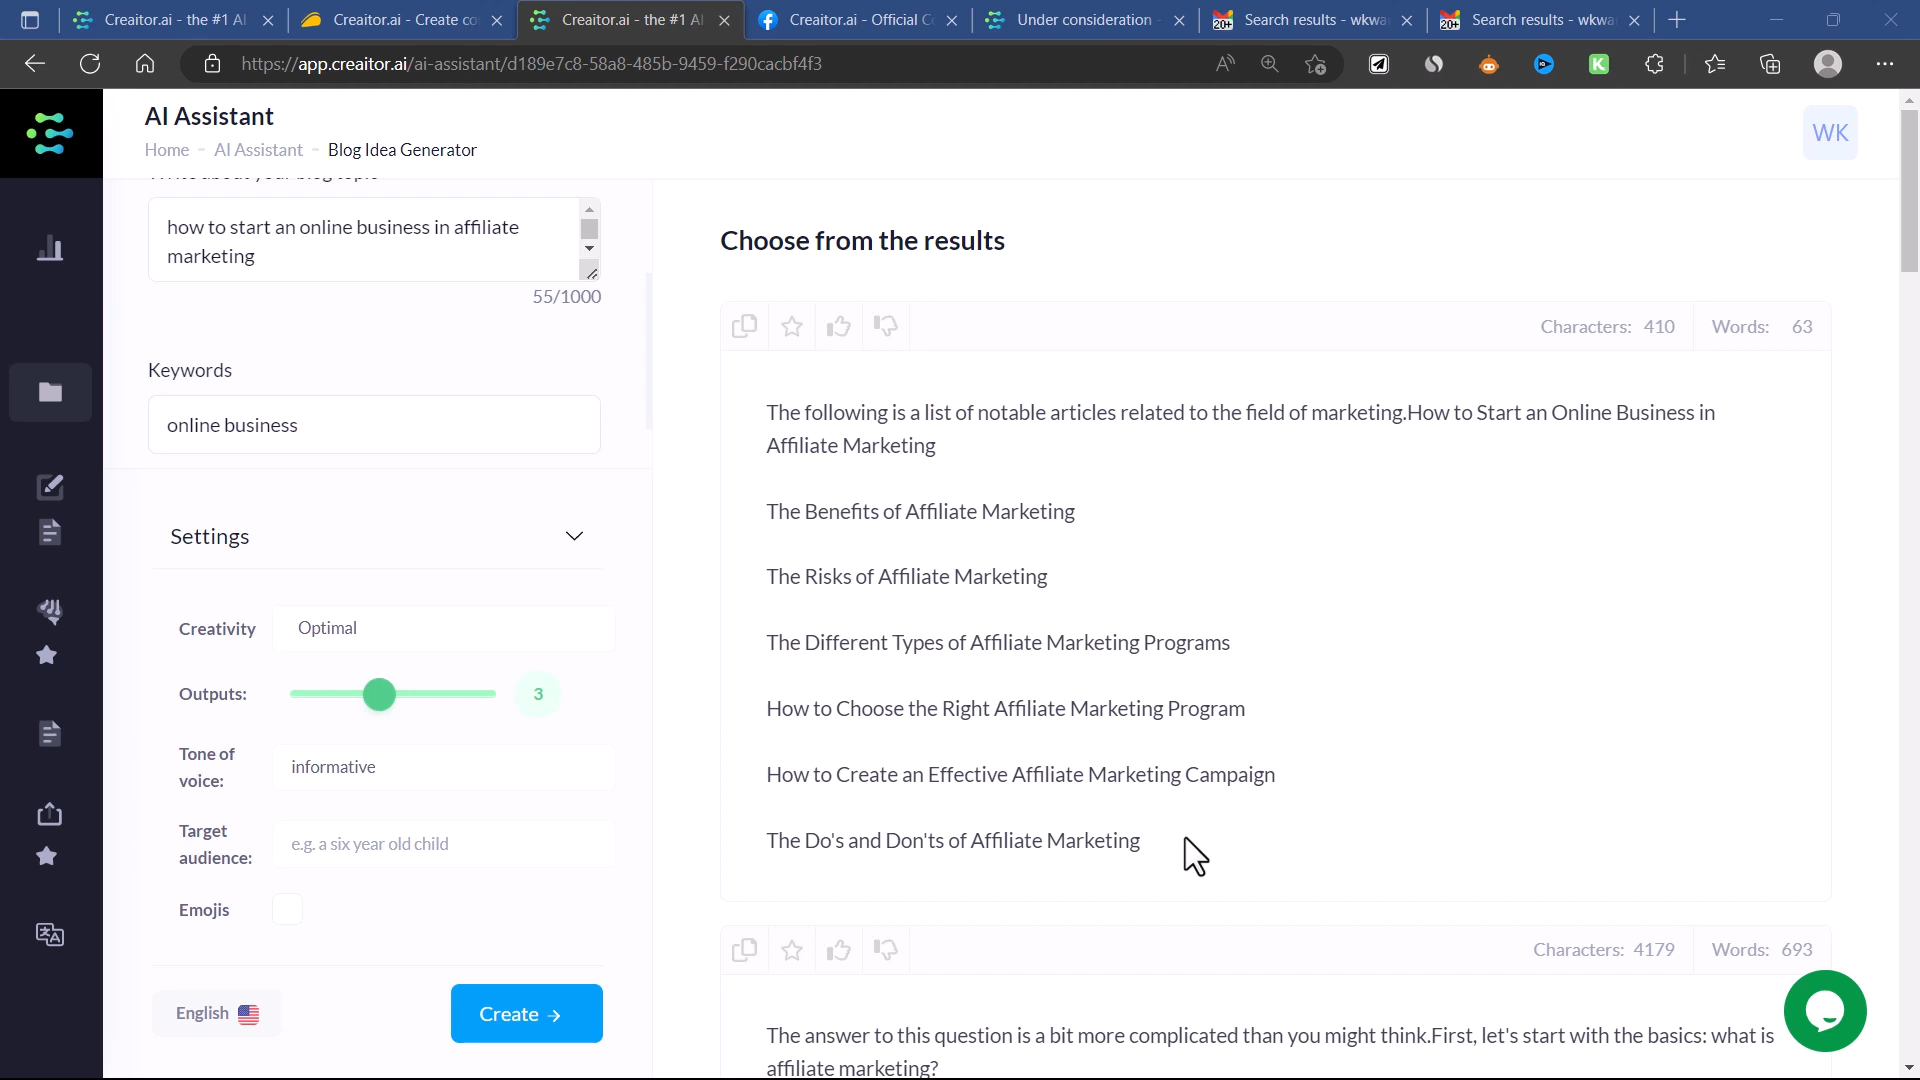 Creaitor.ai - the #1 AI
Creaitor.ai - Create co
Creaitor.ai - the #1 AI
Creaitor.ai - Official C
Under consideration -
Search results - wkwa
Search results - wkwa
https://app.creaitor.ai/ai-assistant/d189e7c8-58a8-485b-9459-f290cacbf4f3
AI Assistant
Home - AI Assistant - Blog Idea Generator
WK
how to start an online business in affiliate
marketing
55/1000
Keywords
online business
Settings
Creativity Optimal
Outputs: 3
Tone of
voice:
informative
Target
audience:
e.g. a six year old child
Emojis
English
Create →
Choose from the results
Characters: 410 Words: 63
The following is a list of notable articles related to the field of marketing.How to Start an Online Business in
Affiliate Marketing
The Benefits of Affiliate Marketing
The Risks of Affiliate Marketing
The Different Types of Affiliate Marketing Programs
How to Choose the Right Affiliate Marketing Program
How to Create an Effective Affiliate Marketing Campaign
The Do's and Don'ts of Affiliate Marketing
Characters: 4179 Words: 693
The answer to this question is a bit more complicated than you might think.First, let's start with the basics: what is
affiliate marketing?